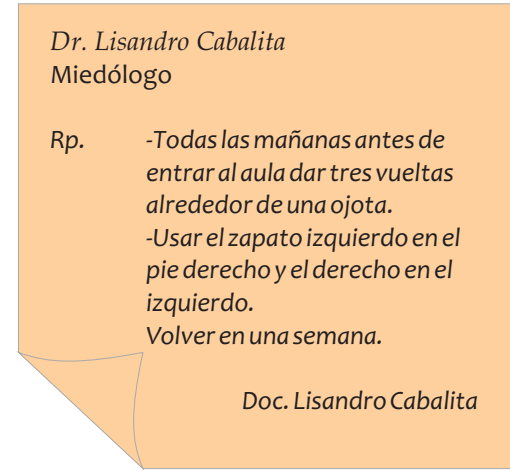 Dr. Lisandro Cabalita
Miedólogo
Rp. -Todas las mañanas antes de
entrar al aula dar tres vueltas
alrededor de una ojota.
-Usar el zapato izquierdo en el
pie derecho y el derecho en el
izquierdo.
Volver en una semana.
Doc. Lisandro Cabalita